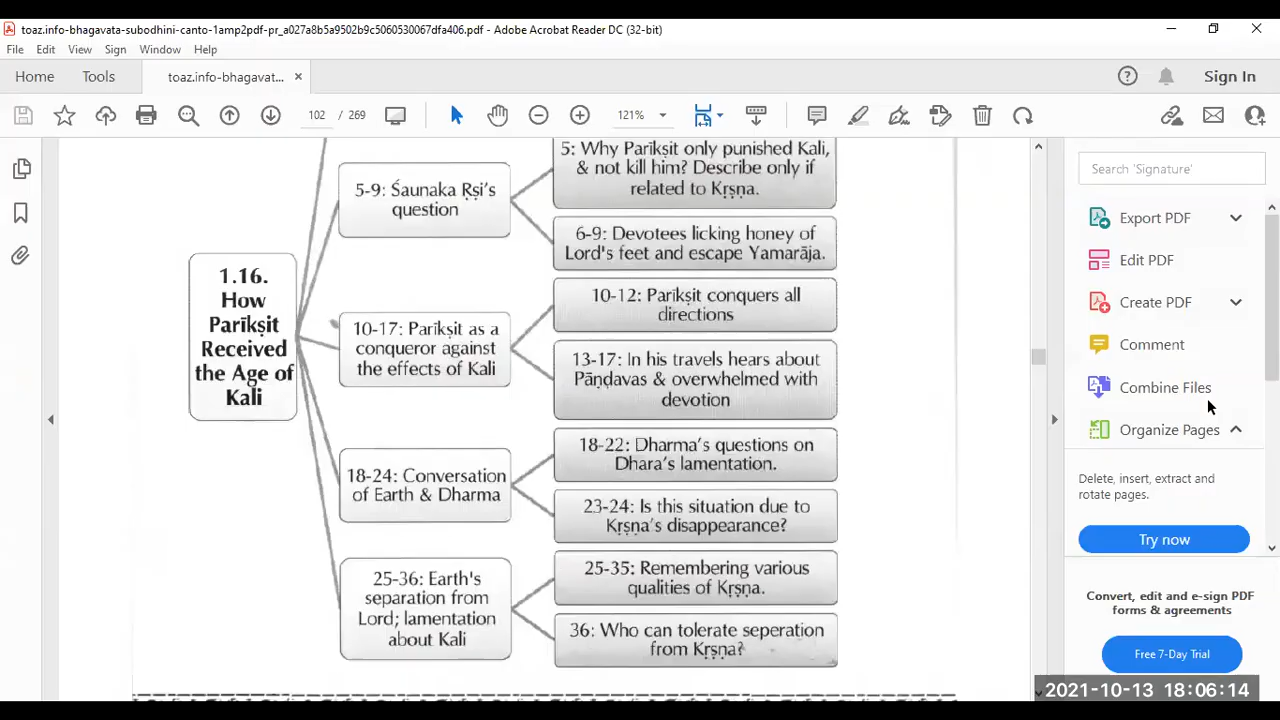 toaz.info-bhagavata-subodhini-canto-1amp2pdf-pr_a027a8b5a9502b9c5060530067dfa406.pdf - Adobe Acrobat Reader DC (32-bit)
File Edit View Sign Window Help
Home Tools toaz.info-bhagavat... × Sign In
102 / 269 121%
5: Why Parīkṣit only punished Kali,
& not kill him? Describe only if
related to Kṛṣṇa.
5-9: Śaunaka Ṛṣi's
question
6-9: Devotees licking honey of
Lord's feet and escape Yamarāja.
1.16.
How
Parīkṣit
Received
the Age of
Kali
10-17: Parīkṣit as a
conqueror against
the effects of Kali
10-12: Parīkṣit conquers all
directions
13-17: In his travels hears about
Pāṇḍavas & overwhelmed with
devotion
18-24: Conversation
of Earth & Dharma
18-22: Dharma's questions on
Dhara's lamentation.
23-24: Is this situation due to
Kṛṣṇa's disappearance?
25-36: Earth's
separation from
Lord; lamentation
about Kali
25-35: Remembering various
qualities of Kṛṣṇa.
36: Who can tolerate seperation
from Kṛṣṇa?
Search 'Signature'
Export PDF
Edit PDF
Create PDF
Comment
Combine Files
Organize Pages
Delete, insert, extract and
rotate pages.
Try now
Convert, edit and e-sign PDF
forms & agreements
Free 7-Day Trial
2021-10-13 18:06:14